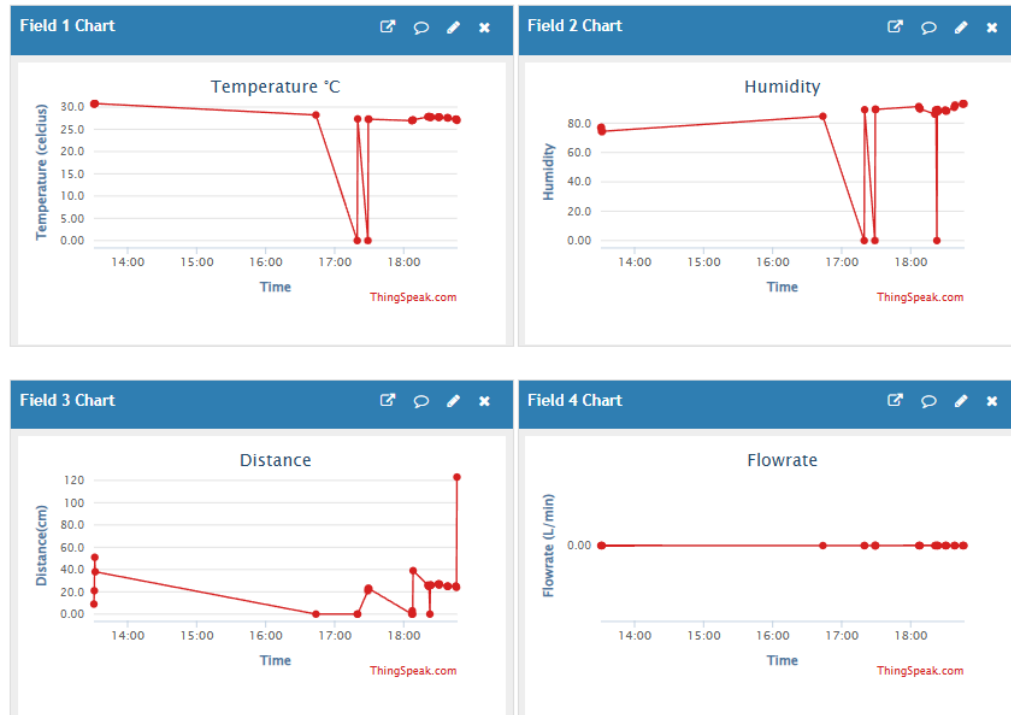 Field 1 Chart
Temperature °C
Temperature (celcius)
30.0
25.0
20.0
15.0
10.0
5.00
0.00
14:00 15:00 16:00 17:00 18:00
Time
ThingSpeak.com
Field 2 Chart
Humidity
Humidity
80.0
60.0
40.0
20.0
0.00
14:00 15:00 16:00 17:00 18:00
Time
ThingSpeak.com
Field 3 Chart
Distance
Distance(cm)
120
100
80.0
60.0
40.0
20.0
0.00
14:00 15:00 16:00 17:00 18:00
Time
ThingSpeak.com
Field 4 Chart
Flowrate
Flowrate (L/min)
0.00
14:00 15:00 16:00 17:00 18:00
Time
ThingSpeak.com